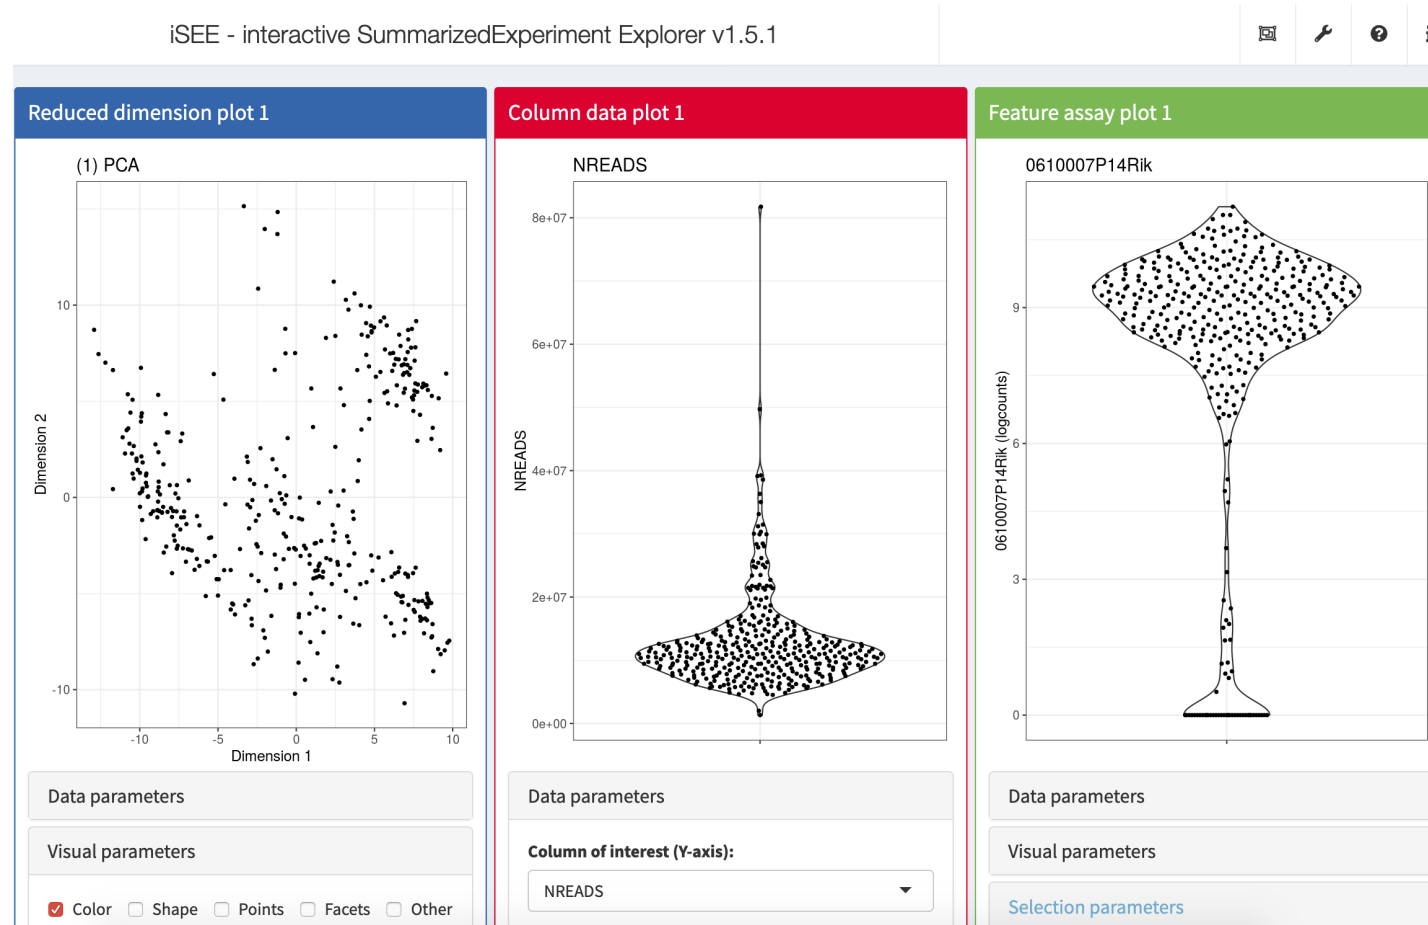 iSEE - interactive SummarizedExperiment Explorer v1.5.1
Reduced dimension plot 1
(1) PCA
Dimension 2
10
0
-10
-10 -5 0 5 10
Dimension 1
Data parameters
Visual parameters
Color Shape Points Facets Other
Column data plot 1
NREADS
NREADS
8e+07
6e+07
4e+07
2e+07
0e+00
Data parameters
Column of interest (Y-axis):
NREADS
Feature assay plot 1
0610007P14Rik
0610007P14Rik (logcounts)
9
6
3
0
Data parameters
Visual parameters
Selection parameters